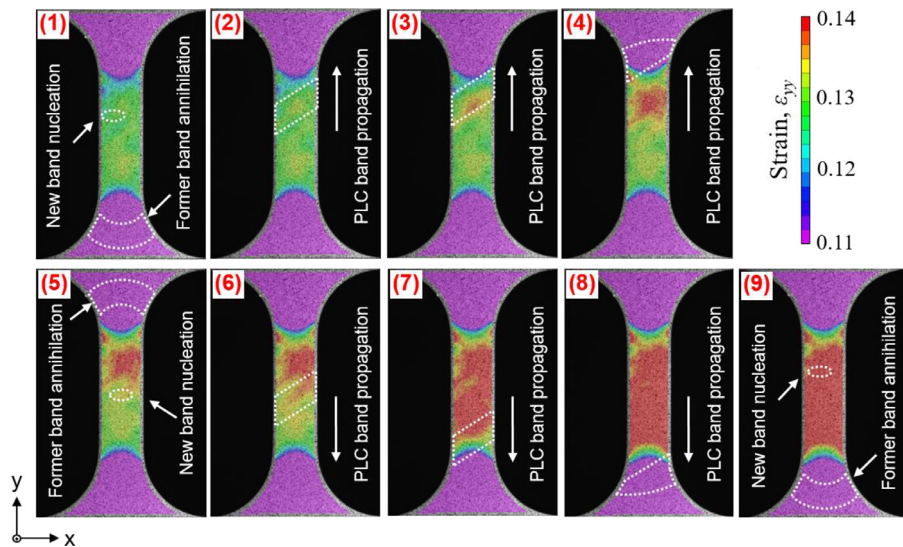 (1)
New band nucleation
Former band annihilation
(2)
PLC band propagation
(3)
PLC band propagation
(4)
PLC band propagation
Strain, εyy
0.14
0.13
0.12
0.11
(5)
Former band annihilation
New band nucleation
(6)
PLC band propagation
(7)
PLC band propagation
(8)
PLC band propagation
(9)
New band nucleation
Former band annihilation
y
x